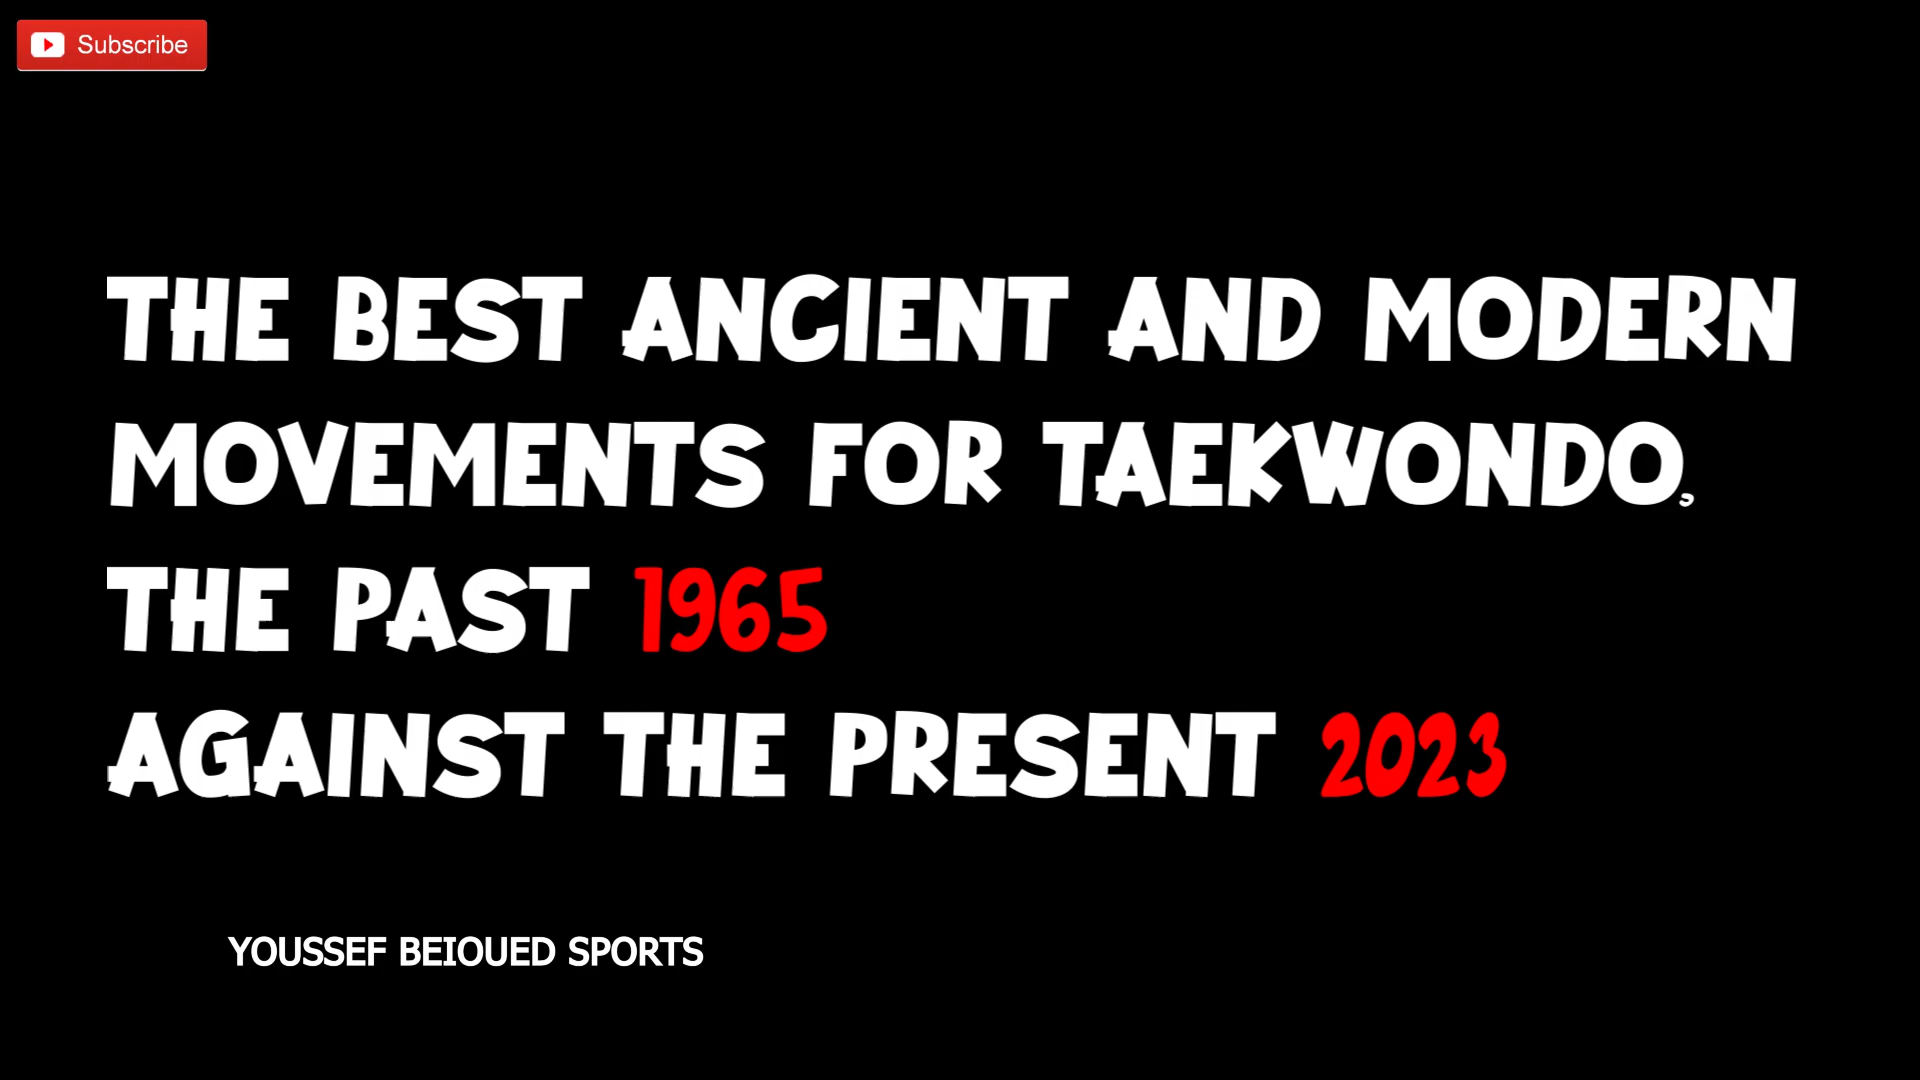 Subscribe
THE BEST ANCIENT AND MODERN
MOVEMENTS FOR TAEKWONDO,
THE PAST 1965
AGAINST THE PRESENT 2023
YOUSSEF BEIOUED SPORTS